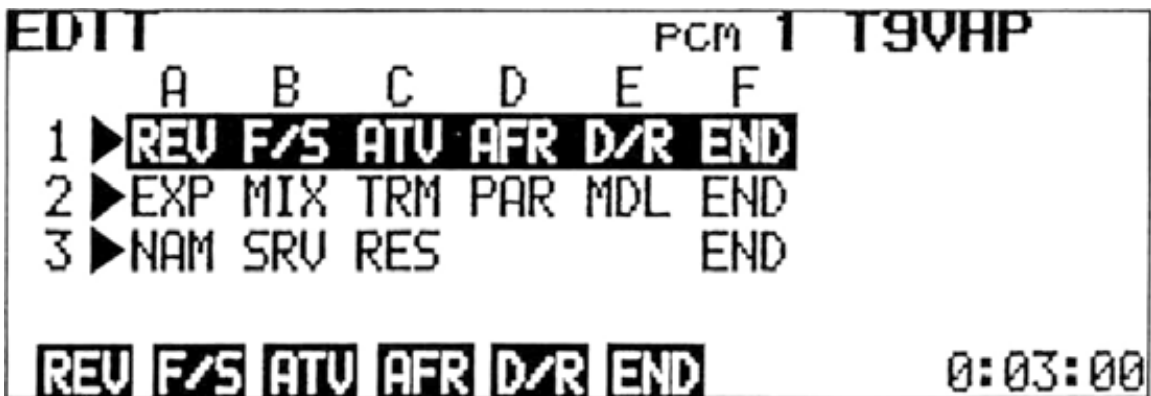 EDIT PCM 1 T9VHP
A B C D E F
1 ▶REV F/S ATV AFR D/R END
2 ▶EXP MIX TRM PAR MDL END
3 ▶NAM SRV RES END
REV F/S ATV AFR D/R END 0:03:00